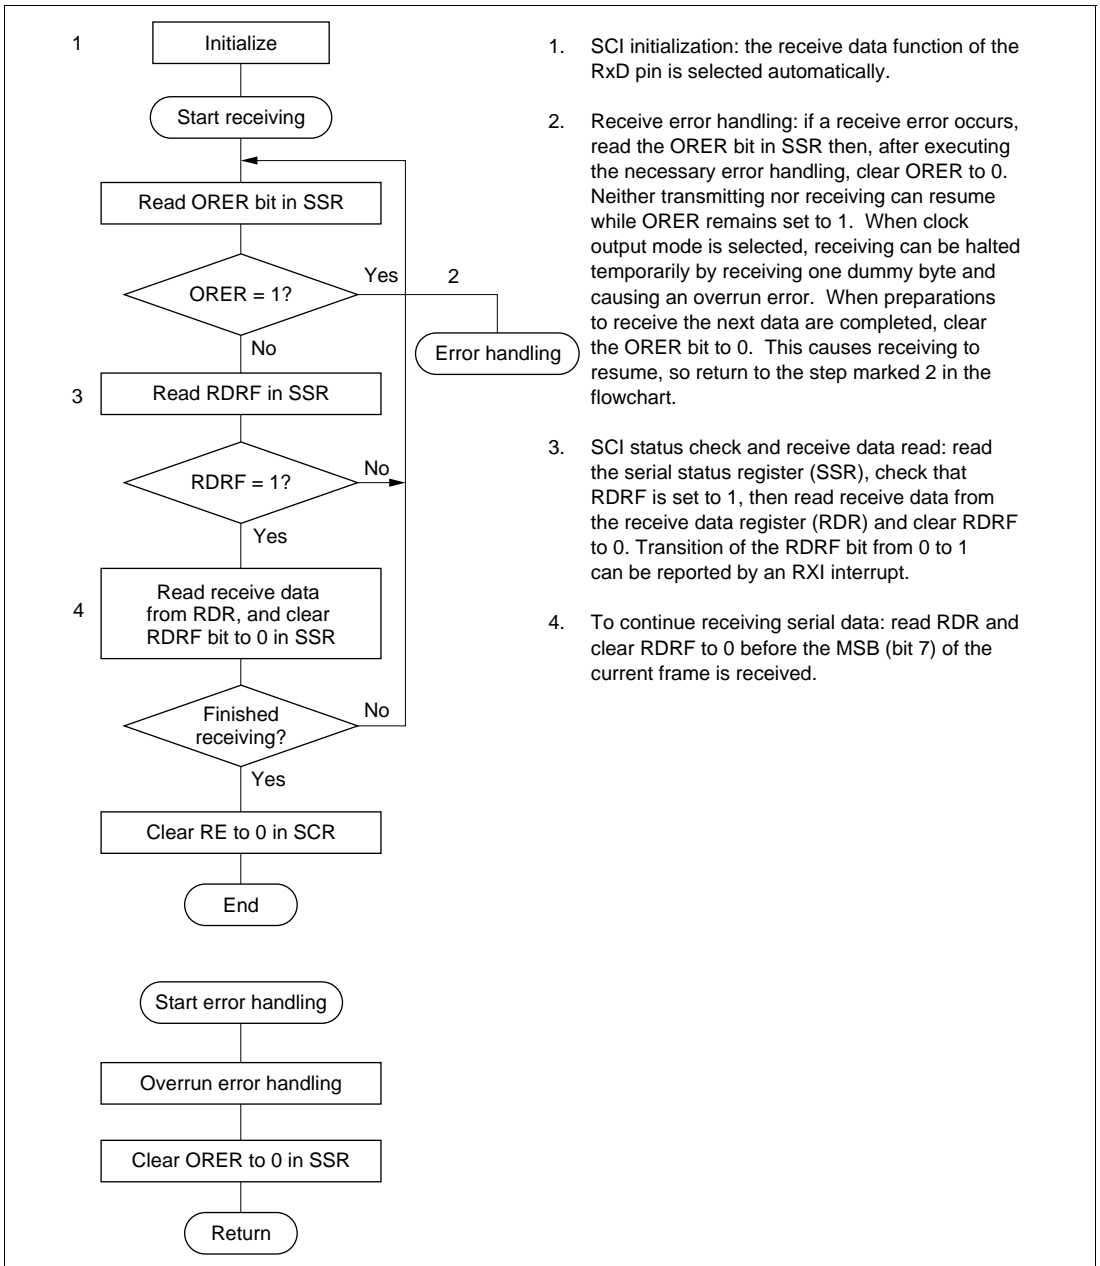 1
Initialize
Start receiving
Read ORER bit in SSR
ORER = 1?
Yes
2
No
Error handling
3
Read RDRF in SSR
RDRF = 1?
No
Yes
4
Read receive data
from RDR, and clear
RDRF bit to 0 in SSR
Finished
receiving?
No
Yes
Clear RE to 0 in SCR
End
Start error handling
Overrun error handling
Clear ORER to 0 in SSR
Return
1. SCI initialization: the receive data function of the
RxD pin is selected automatically.
2. Receive error handling: if a receive error occurs,
read the ORER bit in SSR then, after executing
the necessary error handling, clear ORER to 0.
Neither transmitting nor receiving can resume
while ORER remains set to 1. When clock
output mode is selected, receiving can be halted
temporarily by receiving one dummy byte and
causing an overrun error. When preparations
to receive the next data are completed, clear
the ORER bit to 0. This causes receiving to
resume, so return to the step marked 2 in the
flowchart.
3. SCI status check and receive data read: read
the serial status register (SSR), check that
RDRF is set to 1, then read receive data from
the receive data register (RDR) and clear RDRF
to 0. Transition of the RDRF bit from 0 to 1
can be reported by an RXI interrupt.
4. To continue receiving serial data: read RDR and
clear RDRF to 0 before the MSB (bit 7) of the
current frame is received.